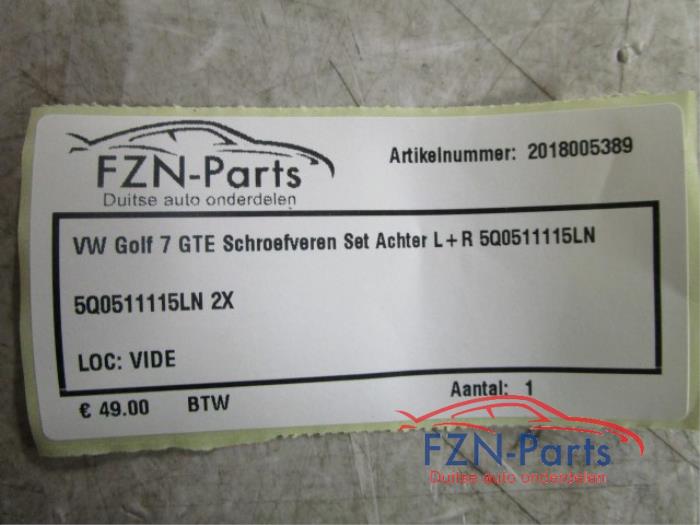 FZN-Parts
Duitse auto onderdelen
Artikelnummer: 2018005389
VW Golf 7 GTE Schroefveren Set Achter L+R 5Q0511115LN
5Q0511115LN 2X
LOC: VIDE
€ 49.00 BTW
Aantal: 1
FZN-Parts
Duitse auto onderdelen